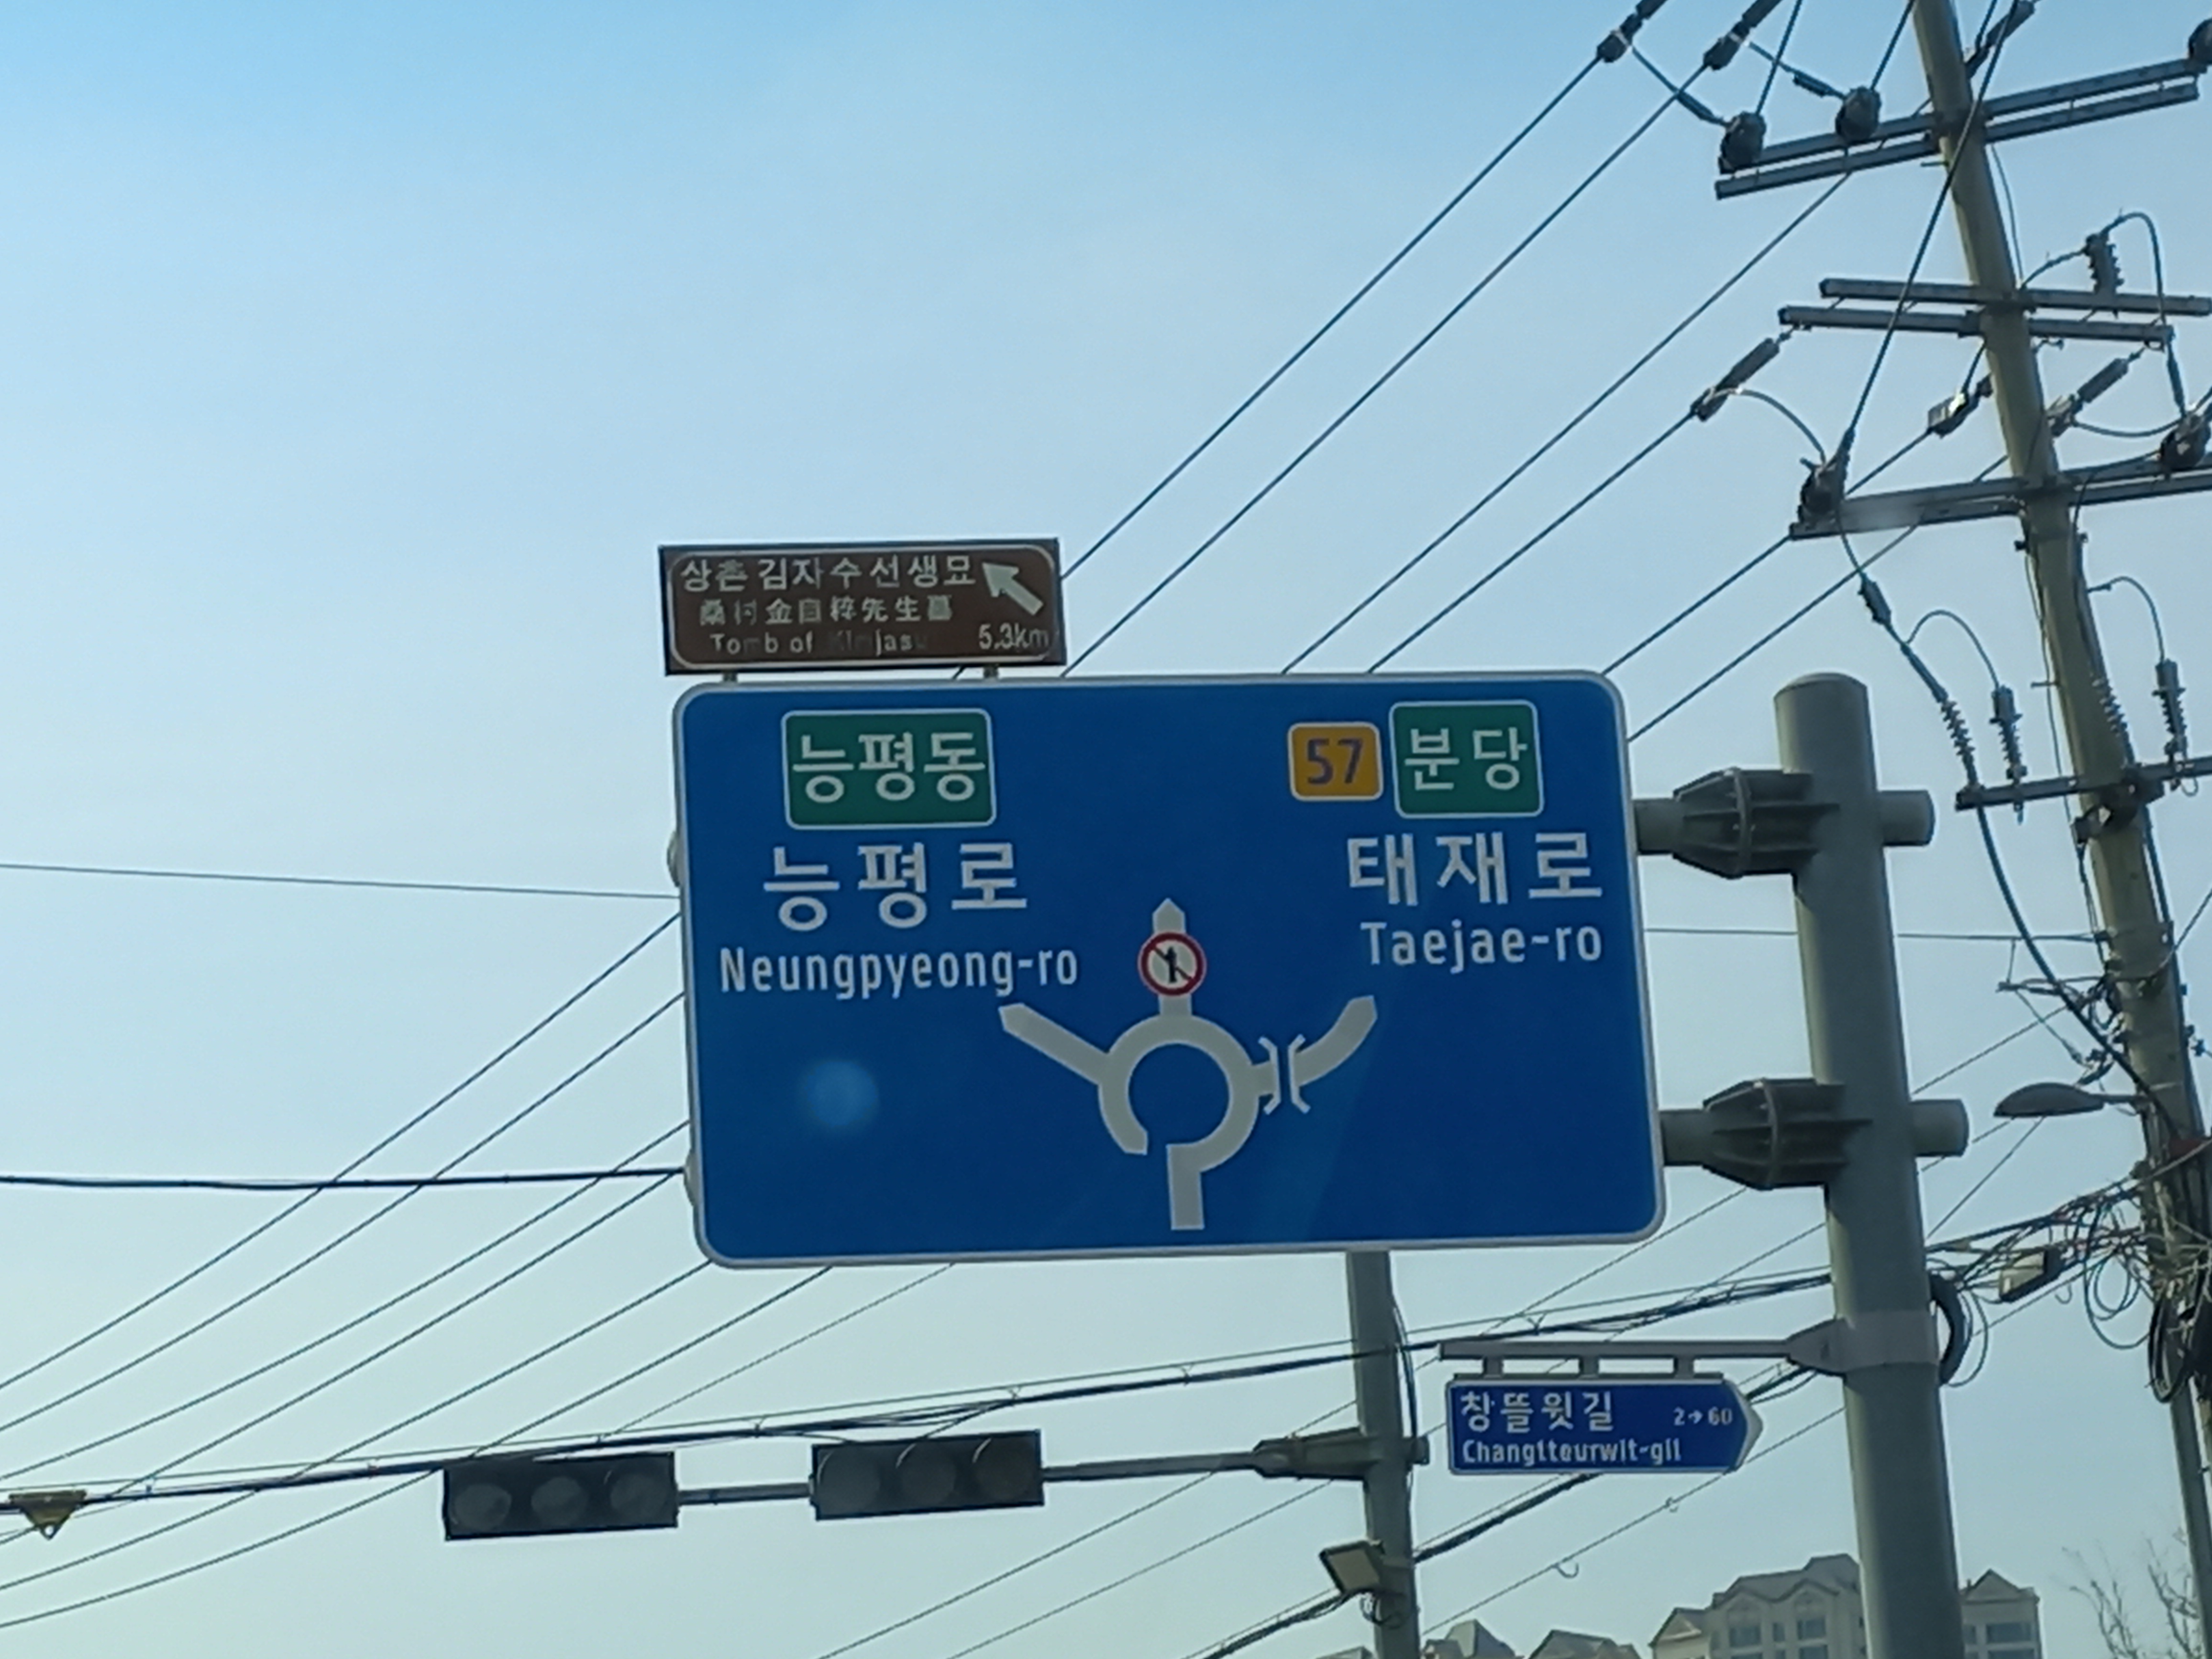 상촌 김자수선생묘
桑村金自粹先生墓
Tomb of Kimjasu 5.3km
능평동
능평로
Neungpyeong-ro
57 분당
태재로
Taejae-ro
창뜰윗길 2→60
Changtteurwit-gil